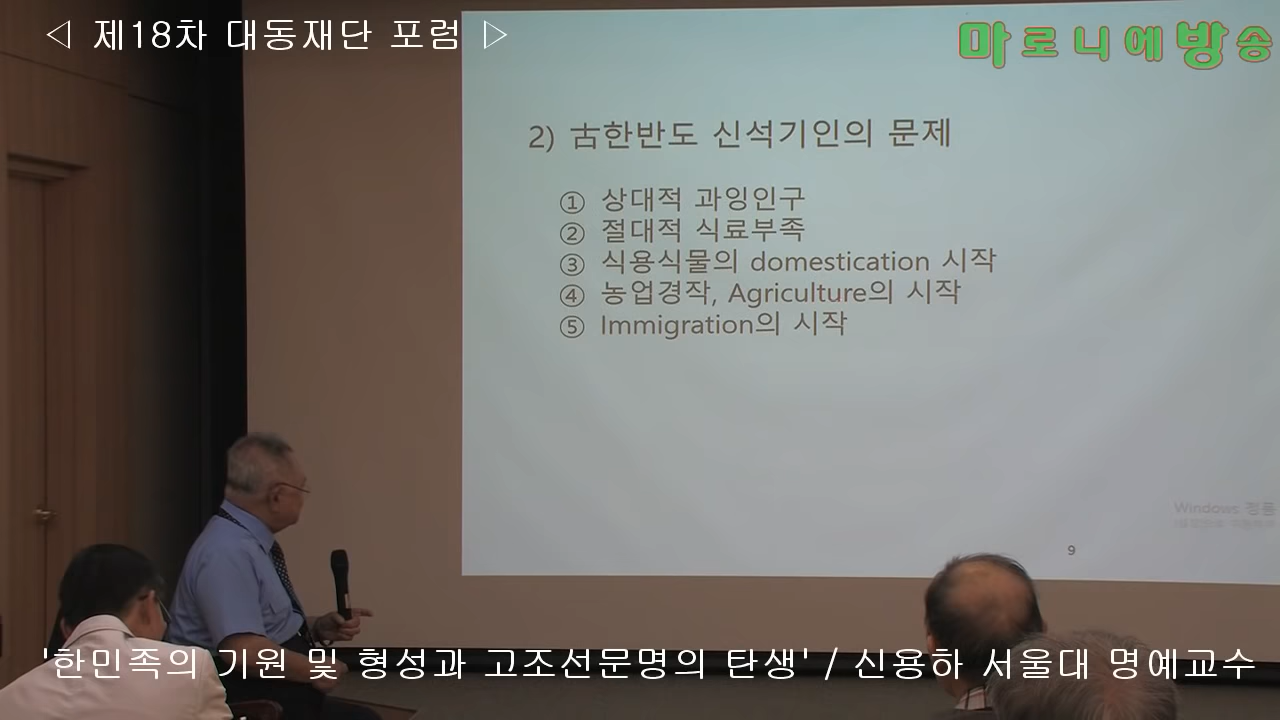 ◁ 제18차 대동재단 포럼 ▷
마로니에방송
2) 古한반도 신석기인의 문제
① 상대적 과잉인구
② 절대적 식료부족
③ 식용식물의 domestication 시작
④ 농업경작, Agriculture의 시작
⑤ Immigration의 시작
Windows 정품
9
'한민족의 기원 및 형성과 고조선문명의 탄생' / 신용하 서울대 명예교수